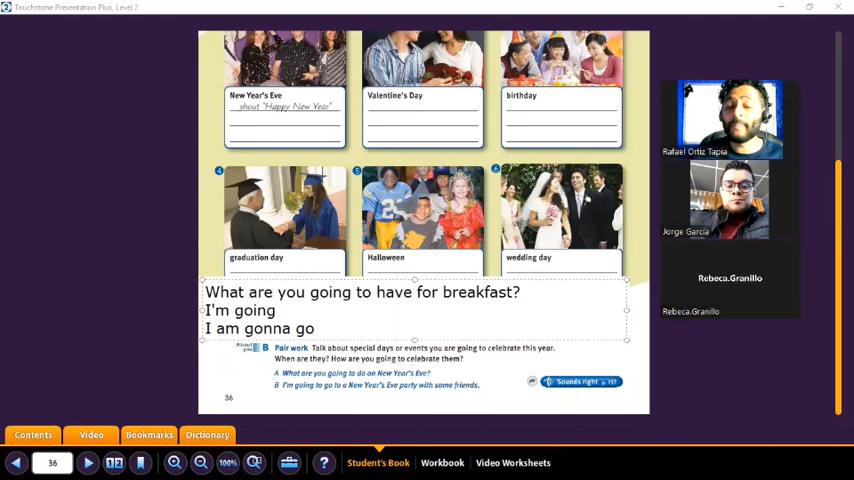 Touchstone Presentation Plus, Level 2
New Year's Eve
shout "Happy New Year"
Valentine's Day
birthday
4
graduation day
5
Halloween
6
wedding day
What are you going to have for breakfast?
I'm going
I am gonna go
About you
B Pair work Talk about special days or events you are going to celebrate this year.
When are they? How are you going to celebrate them?
A What are you going to do on New Year's Eve?
B I'm going to go to a New Year's Eve party with some friends.
Sounds right p. 137
36
Rafael Ortiz Tapia
Jorge García
Rebeca.Granillo
Rebeca.Granillo
Contents
Video
Bookmarks
Dictionary
36
12
100%
?
Student's Book
Workbook
Video Worksheets